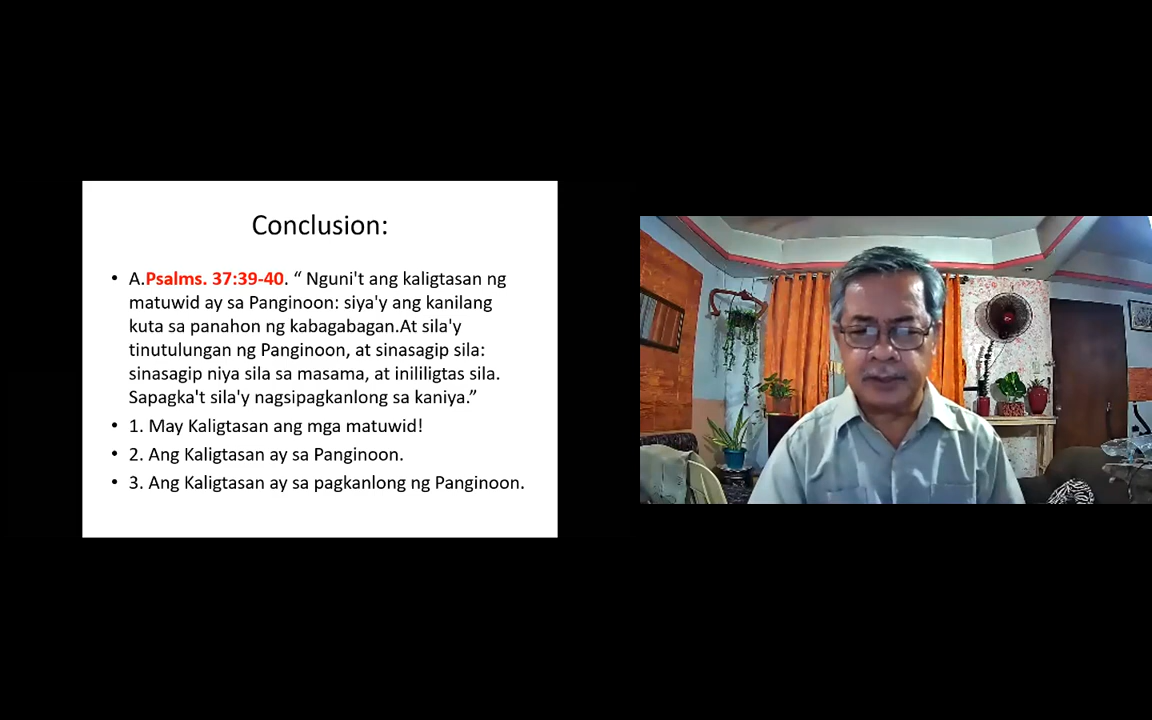 Conclusion:
• A.Psalms. 37:39-40. “ Nguni't ang kaligtasan ng
matuwid ay sa Panginoon: siya'y ang kanilang
kuta sa panahon ng kabagabagan.At sila'y
tinutulungan ng Panginoon, at sinasagip sila:
sinasagip niya sila sa masama, at inililigtas sila.
Sapagka't sila'y nagsipagkanlong sa kaniya.”
• 1. May Kaligtasan ang mga matuwid!
• 2. Ang Kaligtasan ay sa Panginoon.
• 3. Ang Kaligtasan ay sa pagkanlong ng Panginoon.